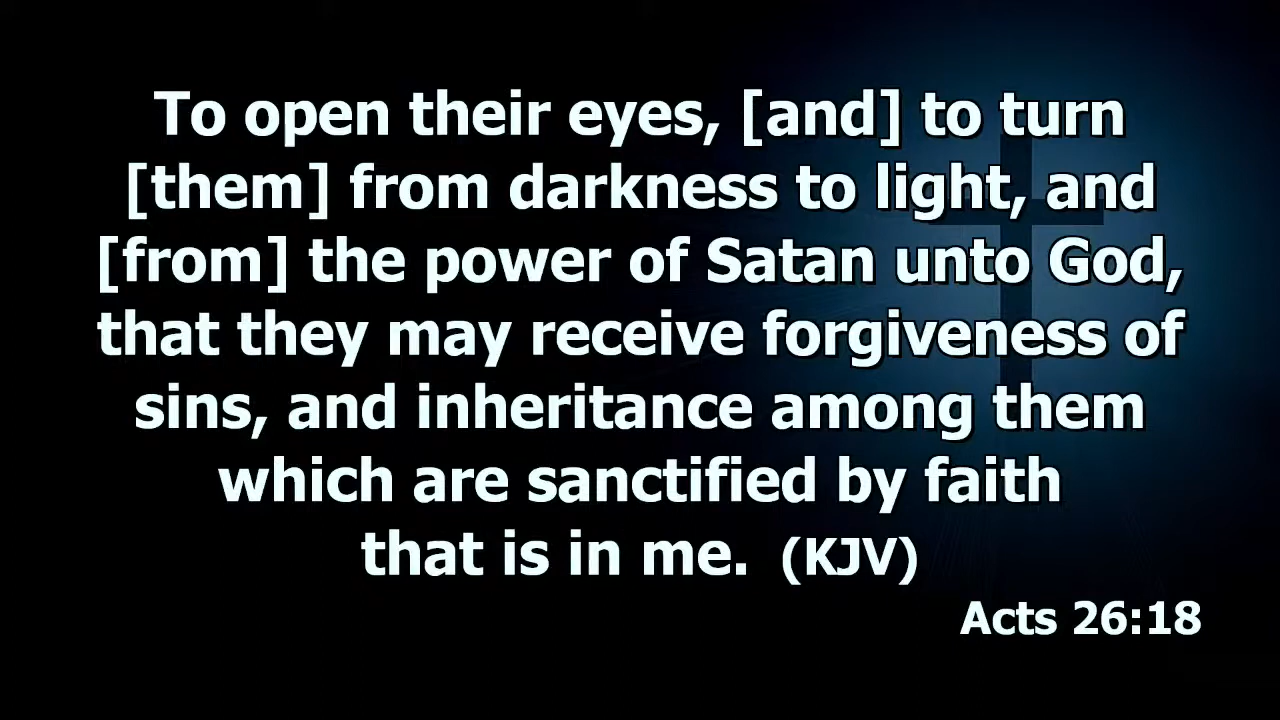 To open their eyes, [and] to turn
[them] from darkness to light, and
[from] the power of Satan unto God,
that they may receive forgiveness of
sins, and inheritance among them
which are sanctified by faith
that is in me. (KJV)
Acts 26:18